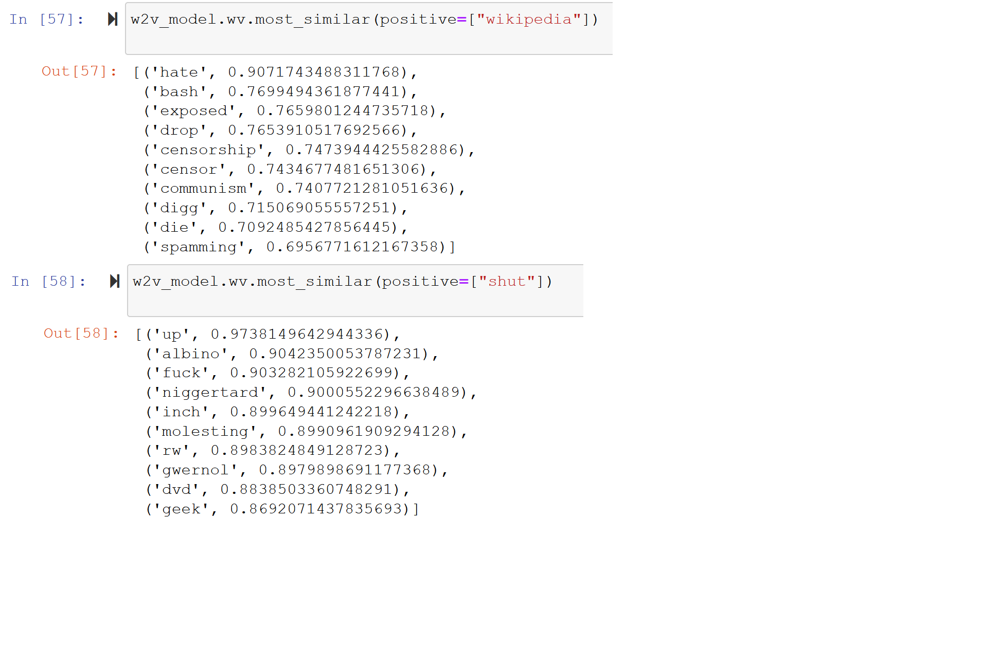 In [57]: w2v_model.wv.most_similar(positive=["wikipedia"])
Out[57]: [('hate', 0.9071743488311768),
('bash', 0.7699494361877441),
('exposed', 0.7659801244735718),
('drop', 0.7653910517692566),
('censorship', 0.7473944425582886),
('censor', 0.7434677481651306),
('communism', 0.7407721281051636),
('digg', 0.715069055557251),
('die', 0.7092485427856445),
('spamming', 0.6956771612167358)]
In [58]: w2v_model.wv.most_similar(positive=["shut"])
Out[58]: [('up', 0.9738149642944336),
('albino', 0.9042350053787231),
('fuck', 0.903282105922699),
('niggertard', 0.9000552296638489),
('inch', 0.899649441242218),
('molesting', 0.8990961909294128),
('rw', 0.8983824849128723),
('gwernol', 0.8979898691177368),
('dvd', 0.8838503360748291),
('geek', 0.8692071437835693)]